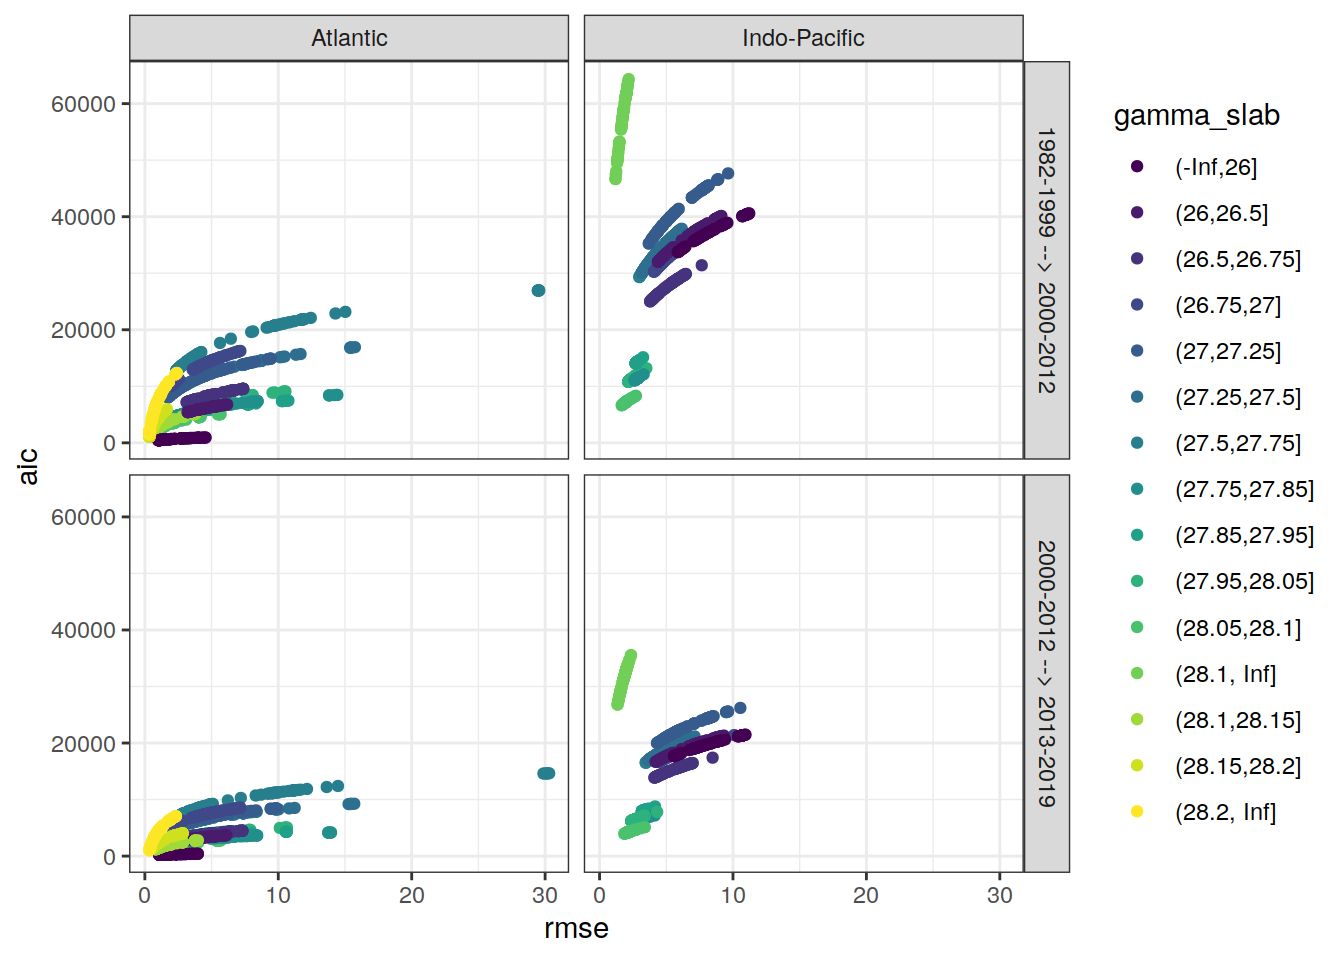 Atlantic
Indo-Pacific
60000
40000
20000
0
1982-1999 --> 2000-2012
aic
60000
40000
20000
0
2000-2012 --> 2013-2019
0
10
20
30
0
10
20
30
rmse
gamma_slab
(-Inf,26]
(26,26.5]
(26.5,26.75]
(26.75,27]
(27,27.25]
(27.25,27.5]
(27.5,27.75]
(27.75,27.85]
(27.85,27.95]
(27.95,28.05]
(28.05,28.1]
(28.1, Inf]
(28.1,28.15]
(28.15,28.2]
(28.2, Inf]